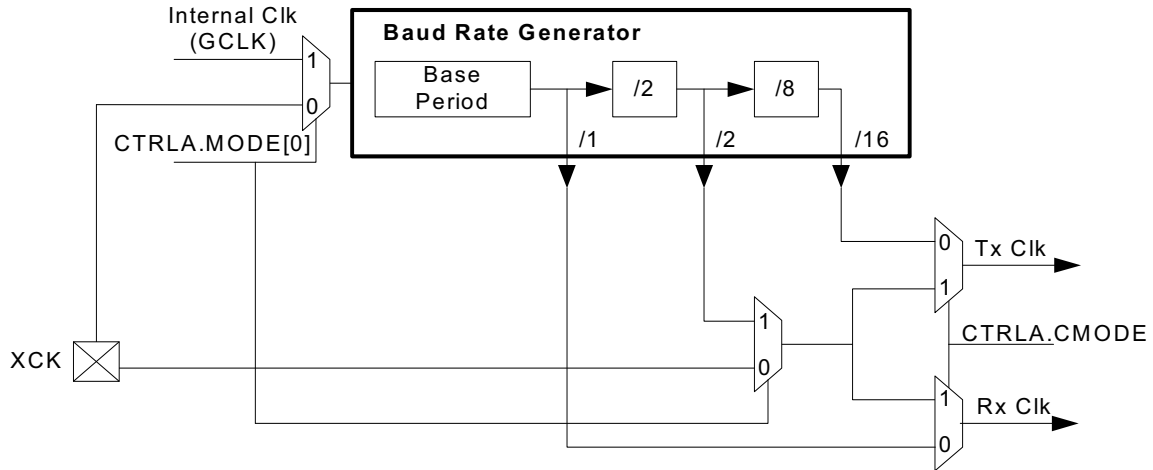 Internal Clk
(GCLK)
Baud Rate Generator
1
Base
Period
/2
/8
0
CTRLA.MODE[0]
/1
/2
/16
0
Tx Clk
1
1
CTRLA.CMODE
XCK
0
1
Rx Clk
0